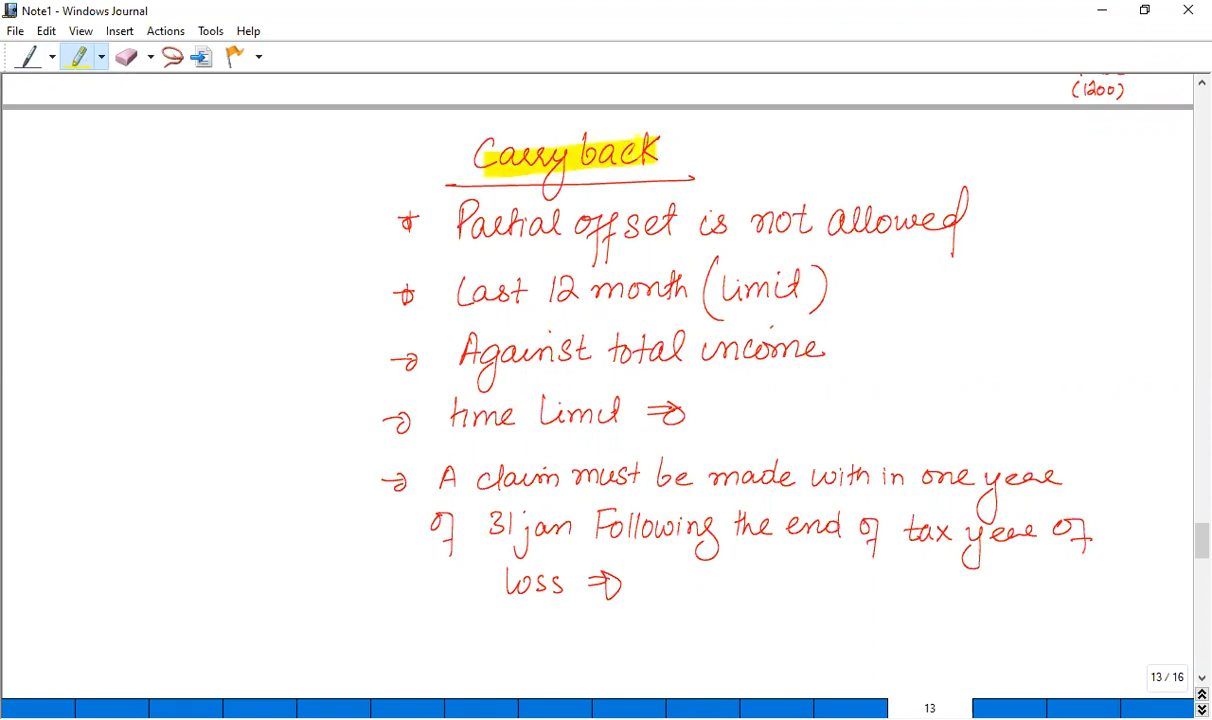 Note1 - Windows Journal
File Edit View Insert Actions Tools Help
(1200)
Carry back
Partial offset is not allowed
Last 12 month (limit)
Against total income
time limit ⇒
A claim must be made with in one year
of 31 jan Following the end of tax year of
loss ⇒
13 / 16
13